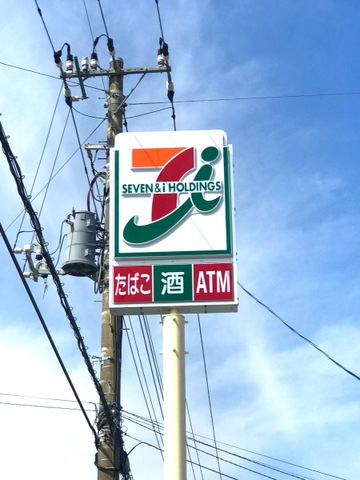 SEVEN & i HOLDINGS
たばこ 酒 ATM